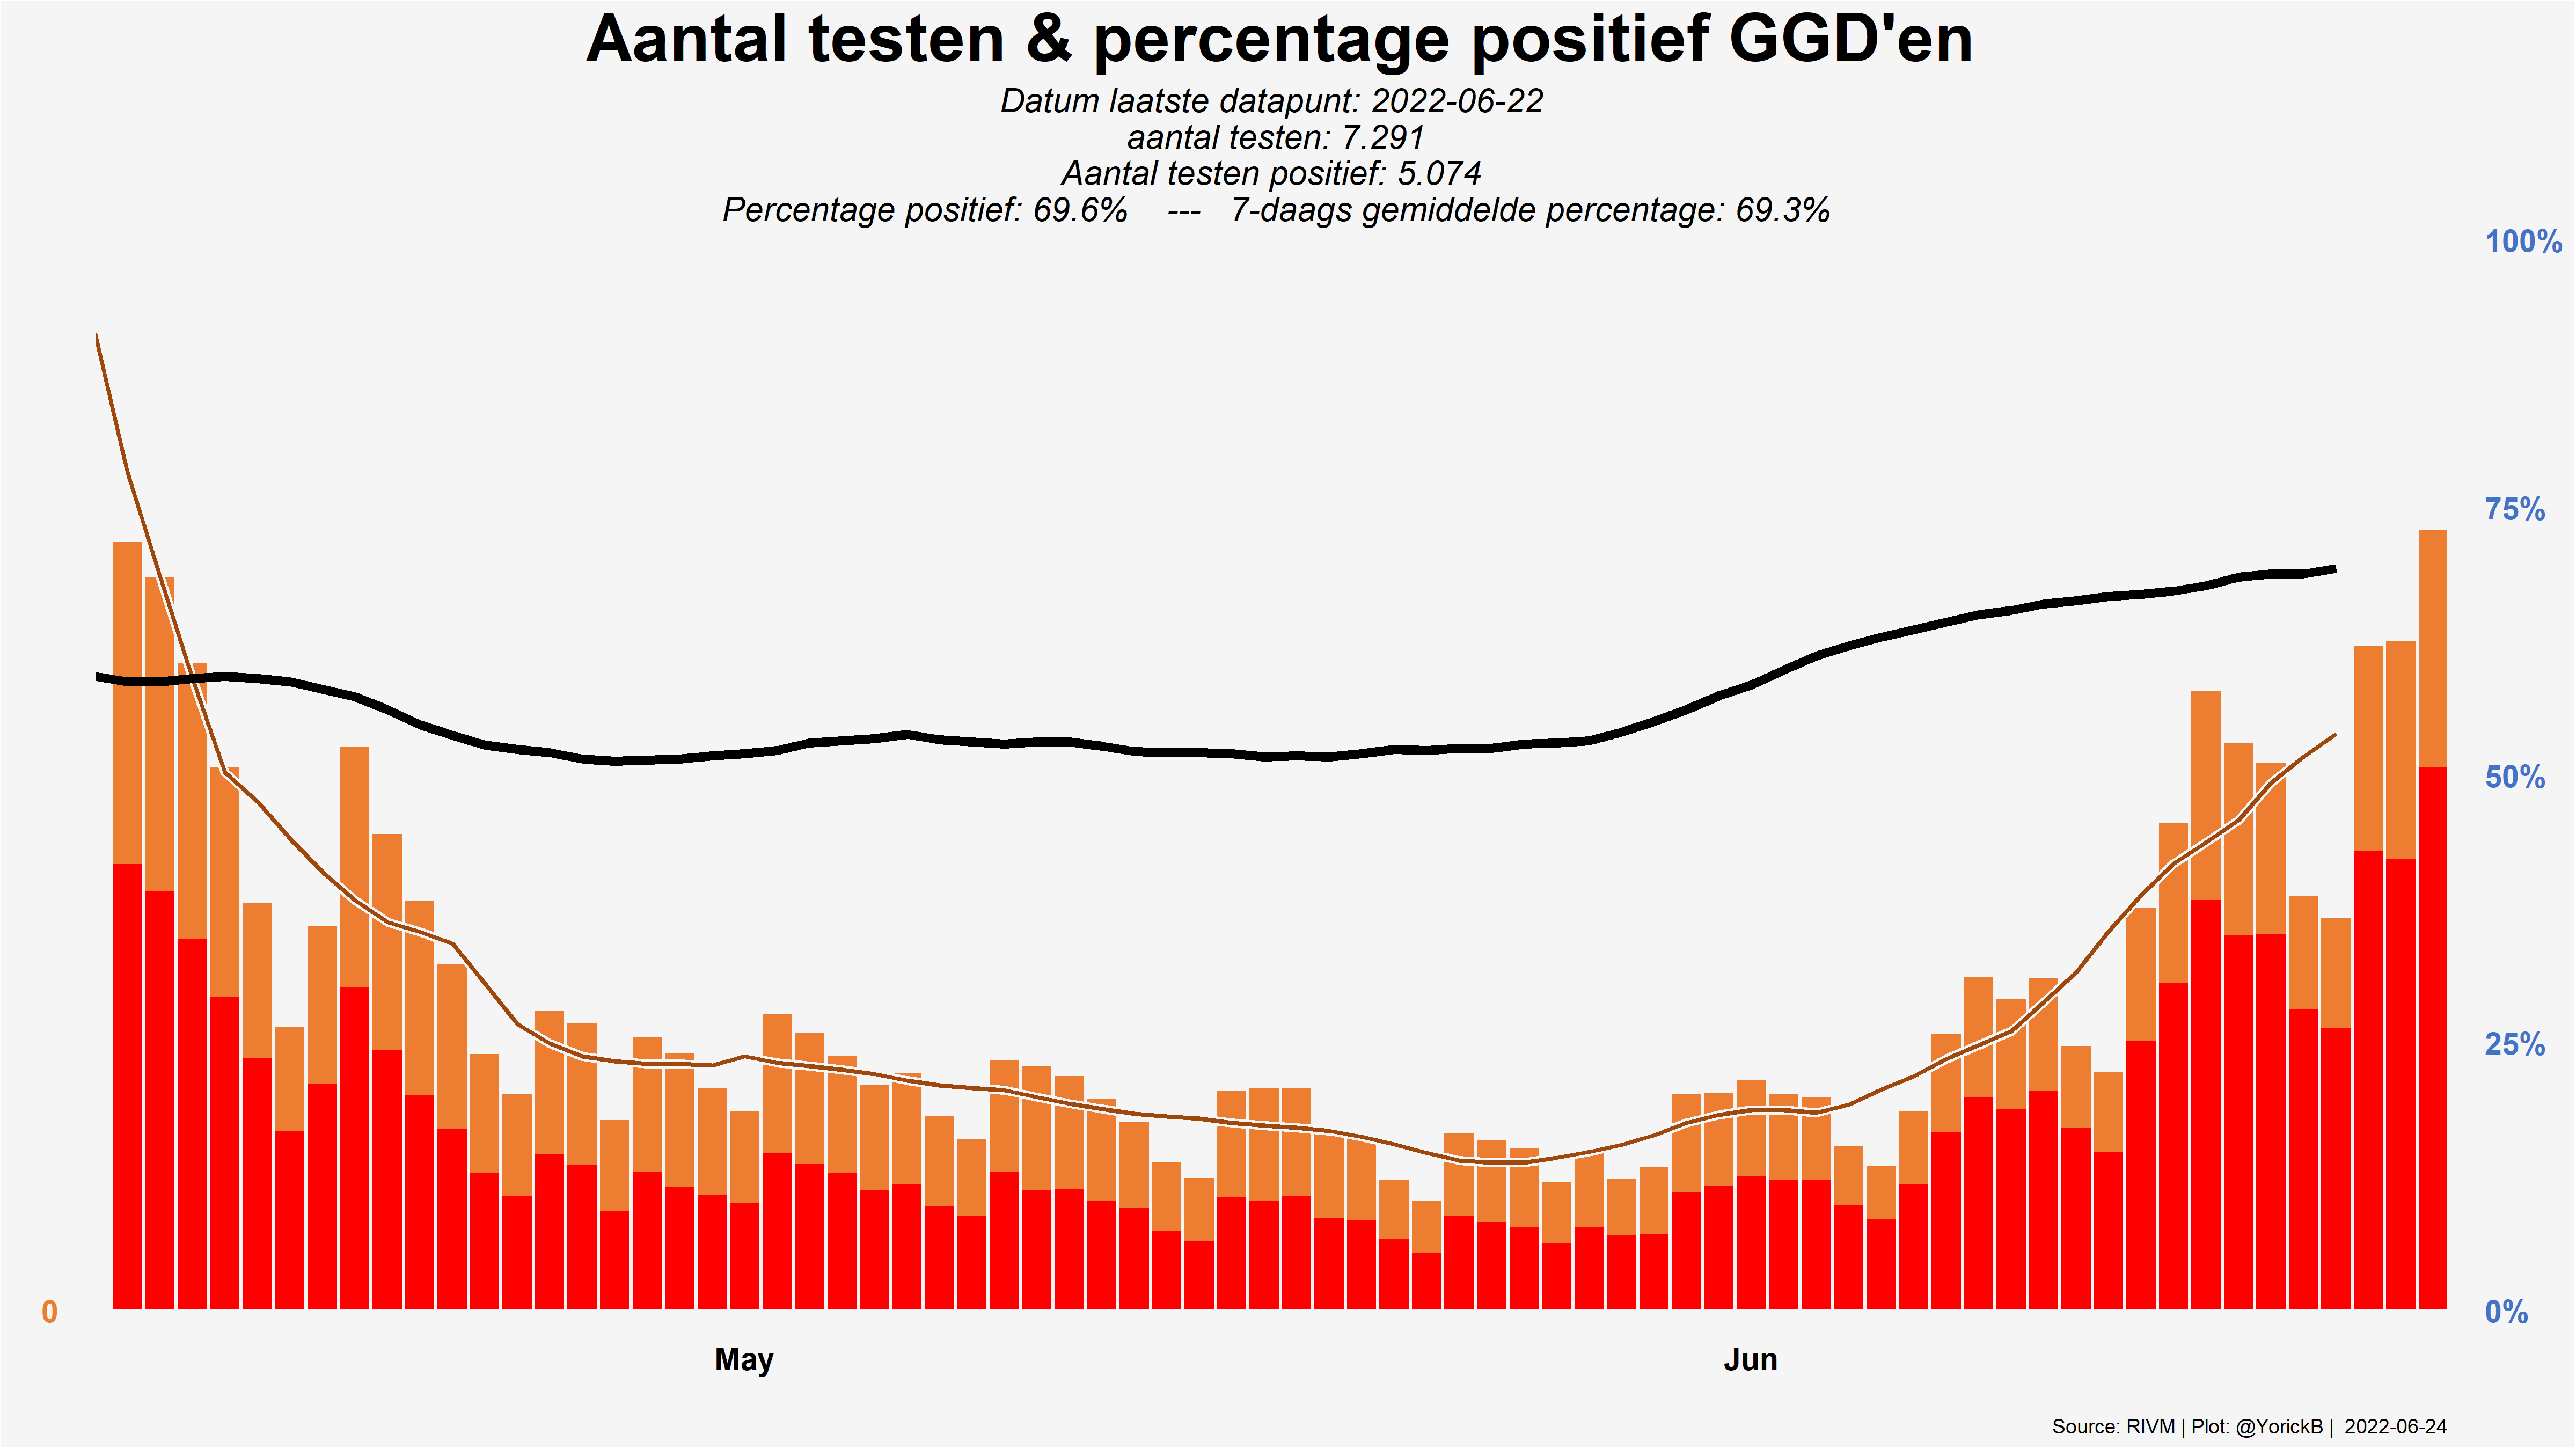 Aantal testen & percentage positief GGD'en
Datum laatste datapunt: 2022-06-22
aantal testen: 7.291
Aantal testen positief: 5.074
Percentage positief: 69.6% --- 7-daags gemiddelde percentage: 69.3%
100%
75%
50%
25%
0 0%
May Jun
Source: RIVM | Plot: @YorickB | 2022-06-24